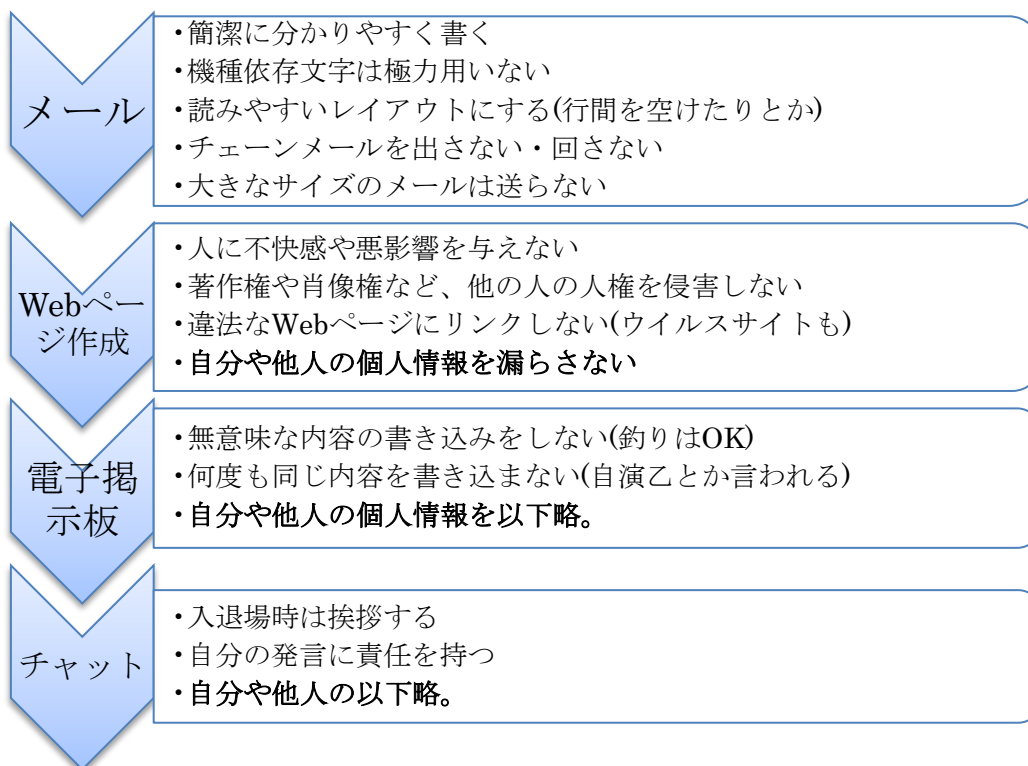 メール
・簡潔に分かりやすく書く
・機種依存文字は極力用いない
・読みやすいレイアウトにする(行間を空けたりとか)
・チェーンメールを出さない・回さない
・大きなサイズのメールは送らない
Webペー
ジ作成
・人に不快感や悪影響を与えない
・著作権や肖像権など、他の人の人権を侵害しない
・違法なWebページにリンクしない(ウイルスサイトも)
・自分や他人の個人情報を漏らさない
電子掲
示板
・無意味な内容の書き込みをしない(釣りはOK)
・何度も同じ内容を書き込まない(自演乙とか言われる)
・自分や他人の個人情報を以下略。
チャット
・入退場時は挨拶する
・自分の発言に責任を持つ
・自分や他人の以下略。